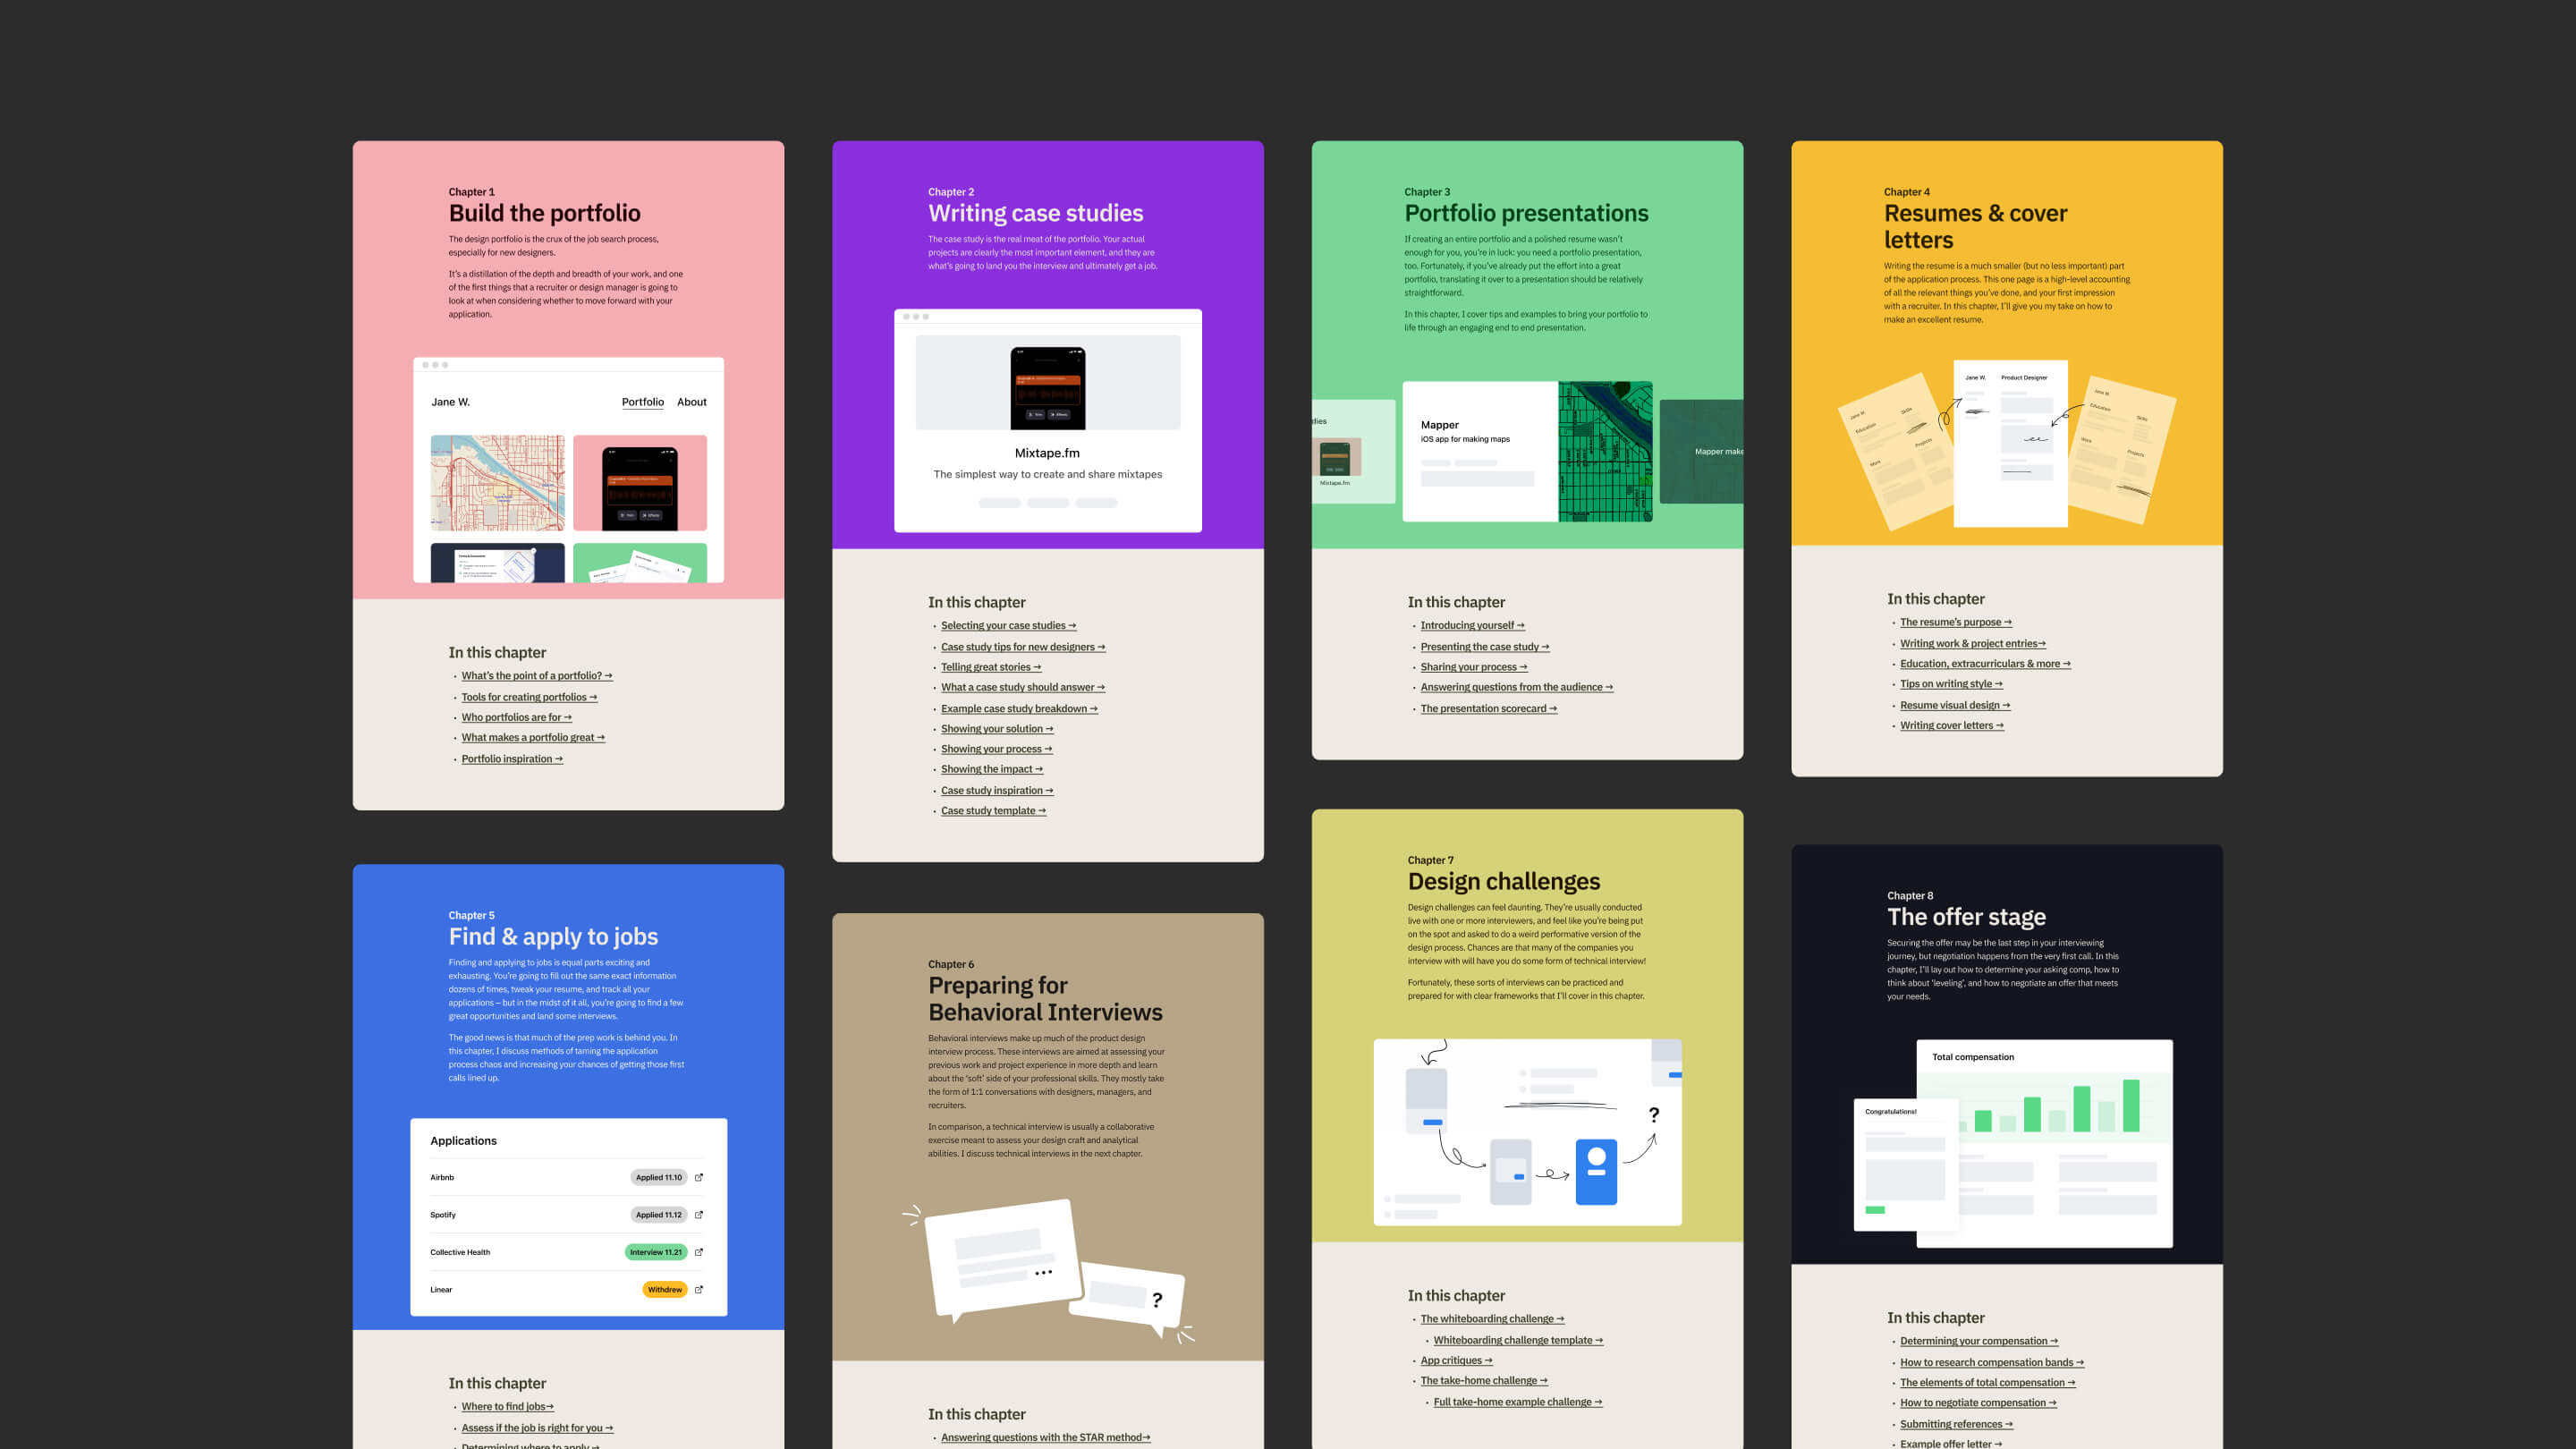 Chapter 1
Build the portfolio
The design portfolio is the crux of the job search process,
especially for new designers.
It's a distillation of the depth and breadth of your work, and one
of the first things that a recruiter or design manager is going to
look at when considering whether to move forward with your
application.
Jane W.
Portfolio
About
In this chapter
• What's the point of a portfolio? →
• Tools for creating portfolios →
• Who portfolios are for →
• What makes a portfolio great →
• Portfolio inspiration →
Chapter 2
Writing case studies
The case study is the real meat of the portfolio. Your actual
projects are clearly the most important element, and they are
what's going to land you the interview and ultimately get a job.
Mixtape.fm
The simplest way to create and share mixtapes
In this chapter
• Selecting your case studies →
• Case study tips for new designers →
• Telling great stories →
• What a case study should answer →
• Example case study breakdown →
• Showing your solution →
• Showing your process →
• Showing the impact →
• Case study inspiration →
• Case study template →
Chapter 3
Portfolio presentations
If creating an entire portfolio and a polished resume wasn't
enough for you, you're in luck: you need a portfolio presentation,
too. Fortunately, if you've already put the effort into a great
portfolio, translating it over to a presentation should be relatively
straightforward.
In this chapter, I cover tips and examples to bring your portfolio to
life through an engaging end to end presentation.
dies
Mixtape.fm
Mapper
iOS app for making maps
Mapper make
In this chapter
• Introducing yourself →
• Presenting the case study →
• Sharing your process →
• Answering questions from the audience →
• The presentation scorecard →
Chapter 4
Resumes & cover
letters
Writing the resume is a much smaller (but no less important) part
of the application process. This one page is a high-level accounting
of all the relevant things you've done, and your first impression
with a recruiter. In this chapter, I'll give you my take on how to
make an excellent resume.
Jane W.
Skills
Education
Projects
Work
Jane W.
Product Designer
Jane W.
Education
Skills
Work
Projects
In this chapter
• The resume's purpose →
• Writing work & project entries→
• Education, extracurriculars & more →
• Tips on writing style →
• Resume visual design →
• Writing cover letters →
Chapter 5
Find & apply to jobs
Finding and applying to jobs is equal parts exciting and
exhausting. You're going to fill out the same exact information
dozens of times, tweak your resume, and track all your
applications – but in the midst of it all, you're going to find a few
great opportunities and land some interviews.
The good news is that much of the prep work is behind you. In
this chapter, I discuss methods of taming the application
process chaos and increasing your chances of getting those first
calls lined up.
Applications
Airbnb
Applied 11.10
Spotify
Applied 11.12
Collective Health
Interview 11.21
Linear
Withdrew
In this chapter
• Where to find jobs→
• Assess if the job is right for you →
• Determining where to apply →
Chapter 6
Preparing for
Behavioral Interviews
Behavioral interviews make up much of the product design
interview process. These interviews are aimed at assessing your
previous work and project experience in more depth and learn
about the 'soft' side of your professional skills. They mostly take
the form of 1:1 conversations with designers, managers, and
recruiters.
In comparison, a technical interview is usually a collaborative
exercise meant to assess your design craft and analytical
abilities. I discuss technical interviews in the next chapter.
...
?
In this chapter
• Answering questions with the STAR method→
Chapter 7
Design challenges
Design challenges can feel daunting. They're usually conducted
live with one or more interviewers, and feel like you're being put
on the spot and asked to do a weird performative version of the
design process. Chances are that many of the companies you
interview with will have you do some form of technical interview!
Fortunately, these sorts of interviews can be practiced and
prepared for with clear frameworks that I'll cover in this chapter.
?
In this chapter
• The whiteboarding challenge →
• Whiteboarding challenge template →
• App critiques →
• The take-home challenge →
• Full take-home example challenge →
Chapter 8
The offer stage
Securing the offer may be the last step in your interviewing
journey, but negotiation happens from the very first call. In this
chapter, I'll lay out how to determine your asking comp, how to
think about 'leveling', and how to negotiate an offer that meets
your needs.
Total compensation
Congratulations!
In this chapter
• Determining your compensation →
• How to research compensation bands →
• The elements of total compensation →
• How to negotiate compensation →
• Submitting references →
• Example offer letter →